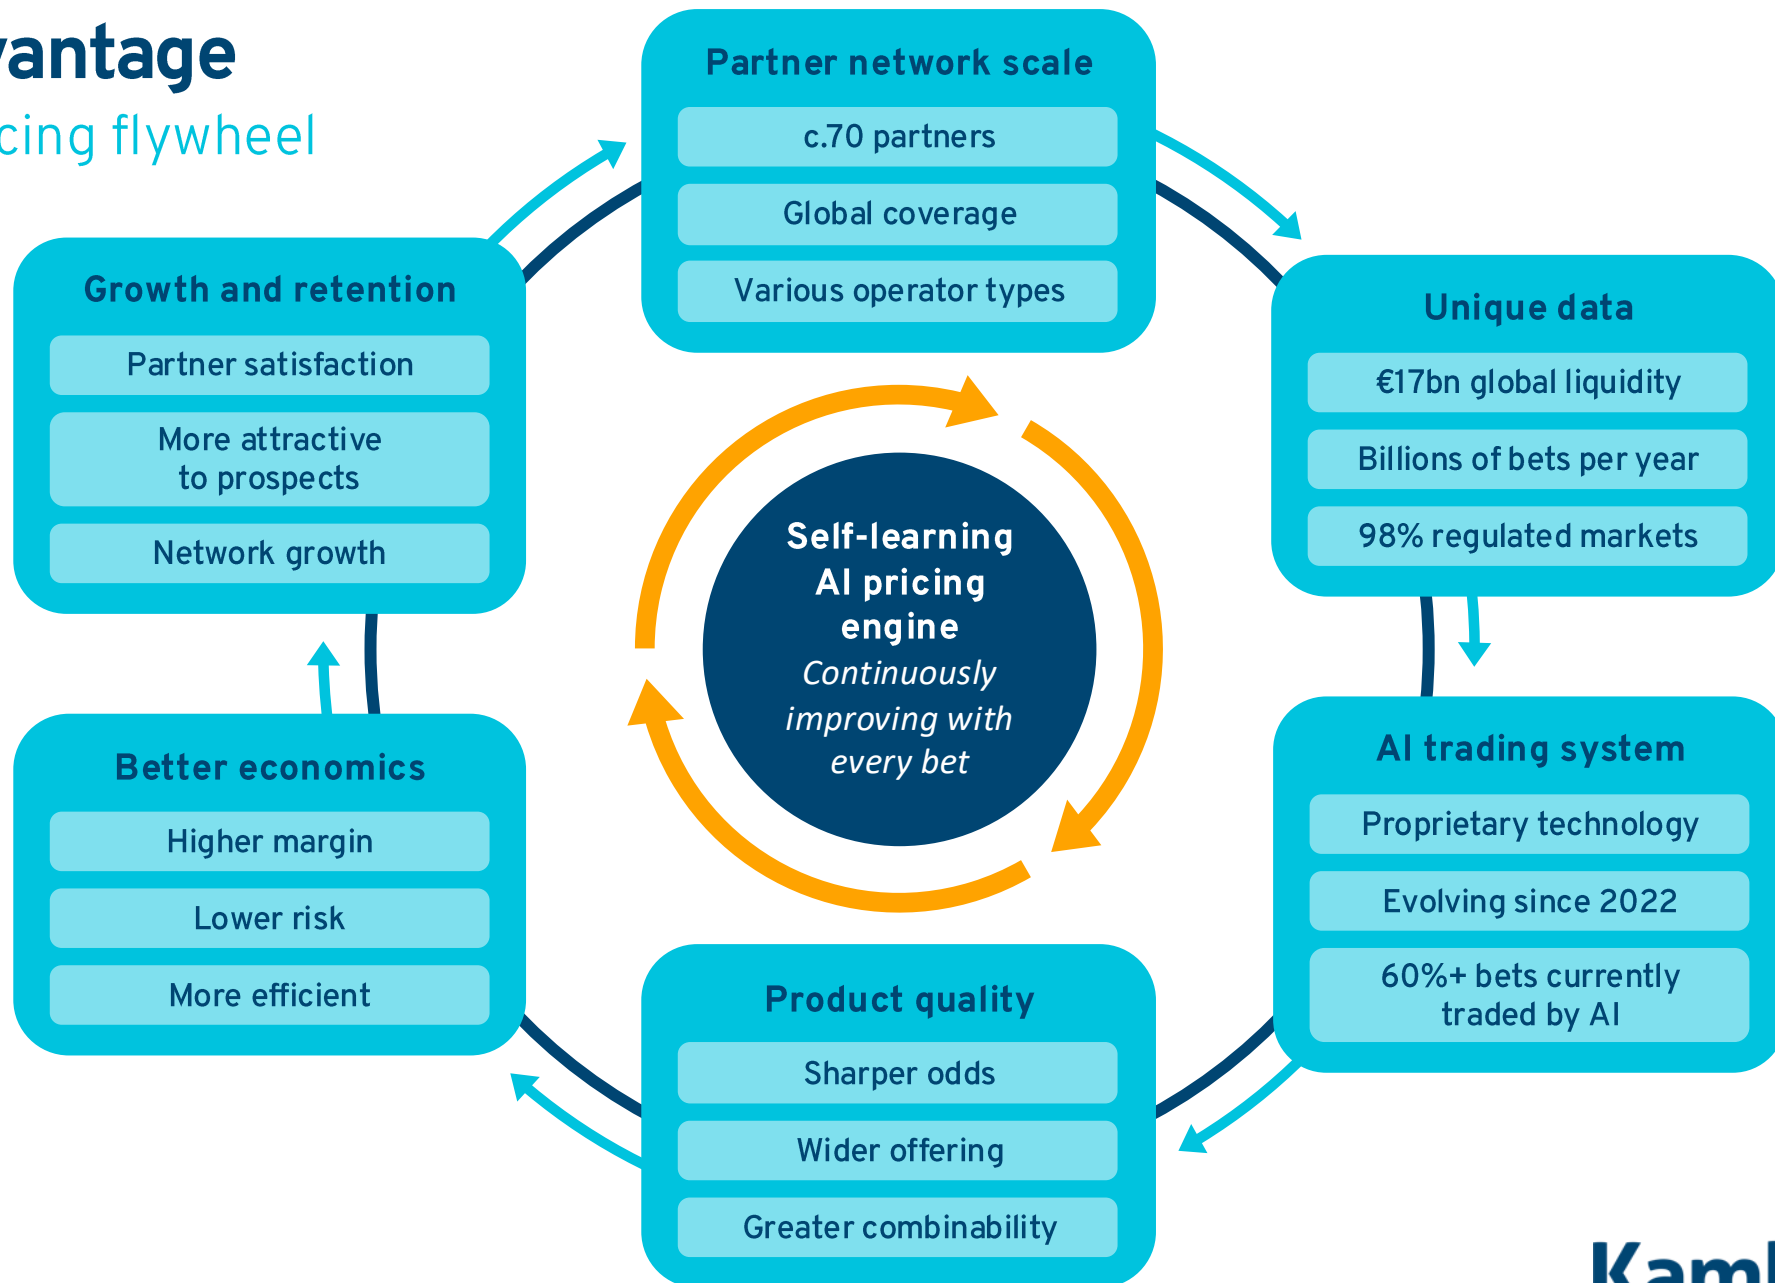 vantage
cing flywheel
Partner network scale
c.70 partners
Global coverage
Various operator types
Unique data
€17bn global liquidity
Billions of bets per year
98% regulated markets
AI trading system
Proprietary technology
Evolving since 2022
60%+ bets currently
traded by AI
Product quality
Sharper odds
Wider offering
Greater combinability
Better economics
Higher margin
Lower risk
More efficient
Growth and retention
Partner satisfaction
More attractive
to prospects
Network growth
Self-learning
AI pricing
engine
Continuously
improving with
every bet